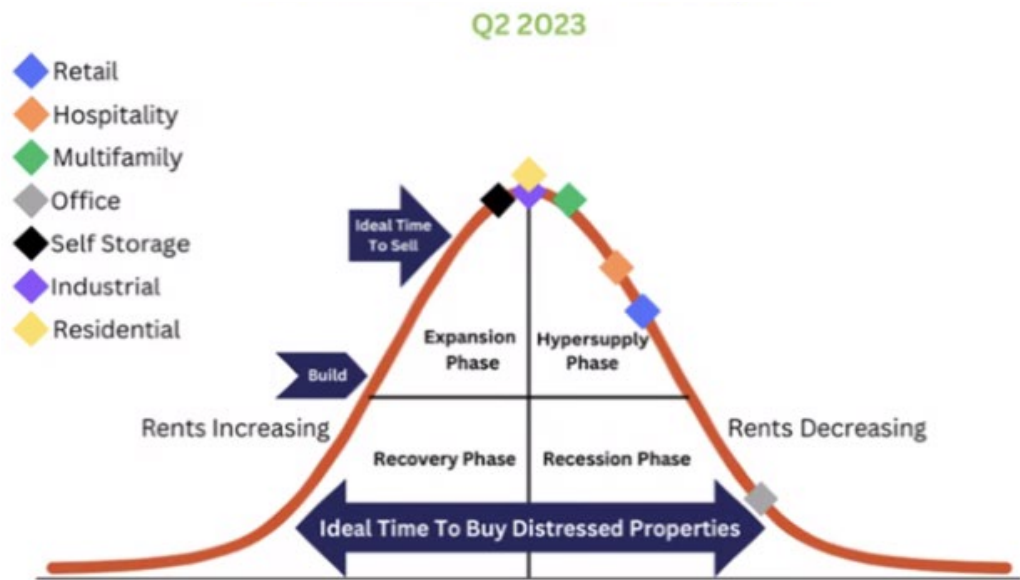 Q2 2023
Retail
Hospitality
Multifamily
Office
Self Storage
Industrial
Residential
Ideal Time
To Sell
Expansion
Phase
Hypersupply
Phase
Build
Rents Increasing
Rents Decreasing
Recovery Phase
Recession Phase
Ideal Time To Buy Distressed Properties